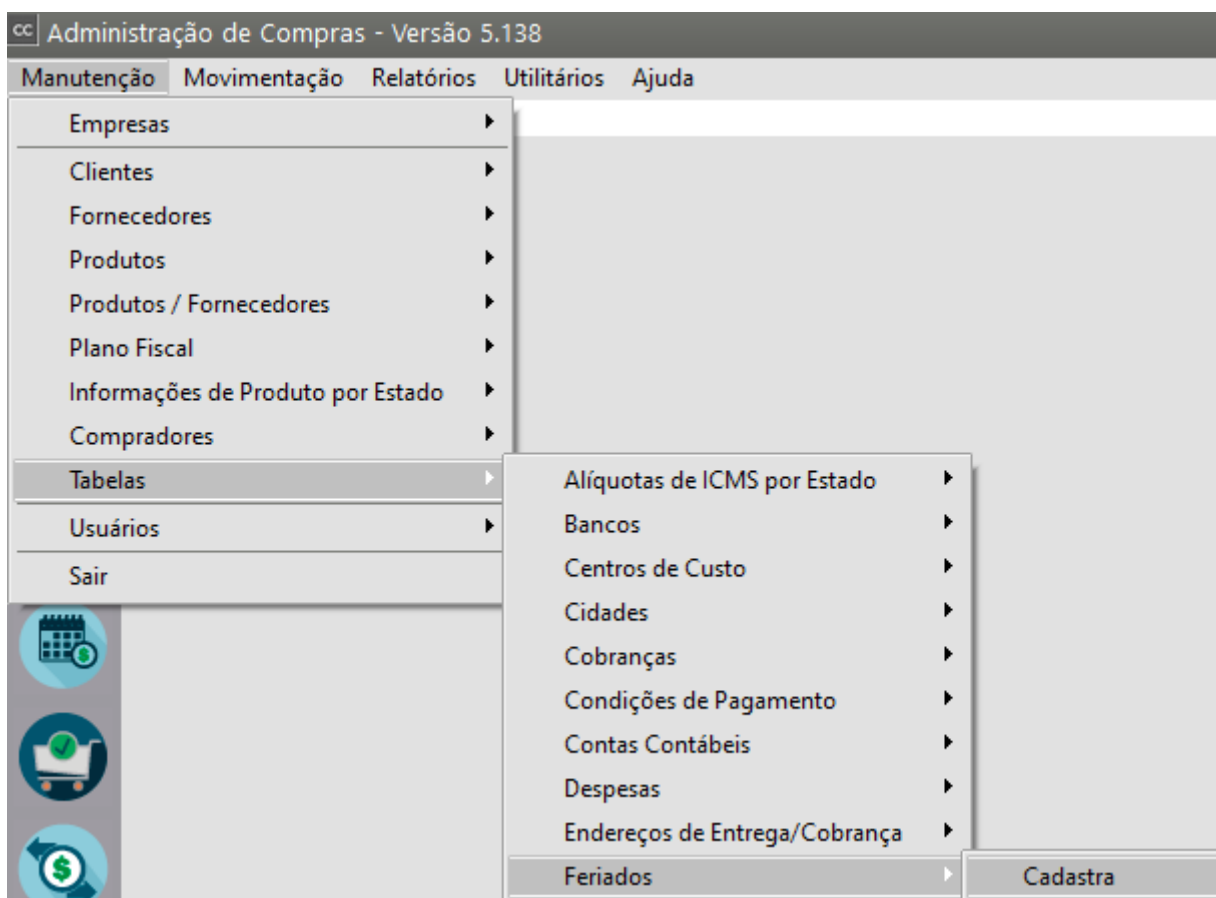 cc Administração de Compras - Versão 5.138
Manutenção Movimentação Relatórios Utilitários Ajuda
Empresas
Clientes
Fornecedores
Produtos
Produtos / Fornecedores
Plano Fiscal
Informações de Produto por Estado
Compradores
Tabelas
Usuários
Sair
Alíquotas de ICMS por Estado
Bancos
Centros de Custo
Cidades
Cobranças
Condições de Pagamento
Contas Contábeis
Despesas
Endereços de Entrega/Cobrança
Feriados
Cadastra